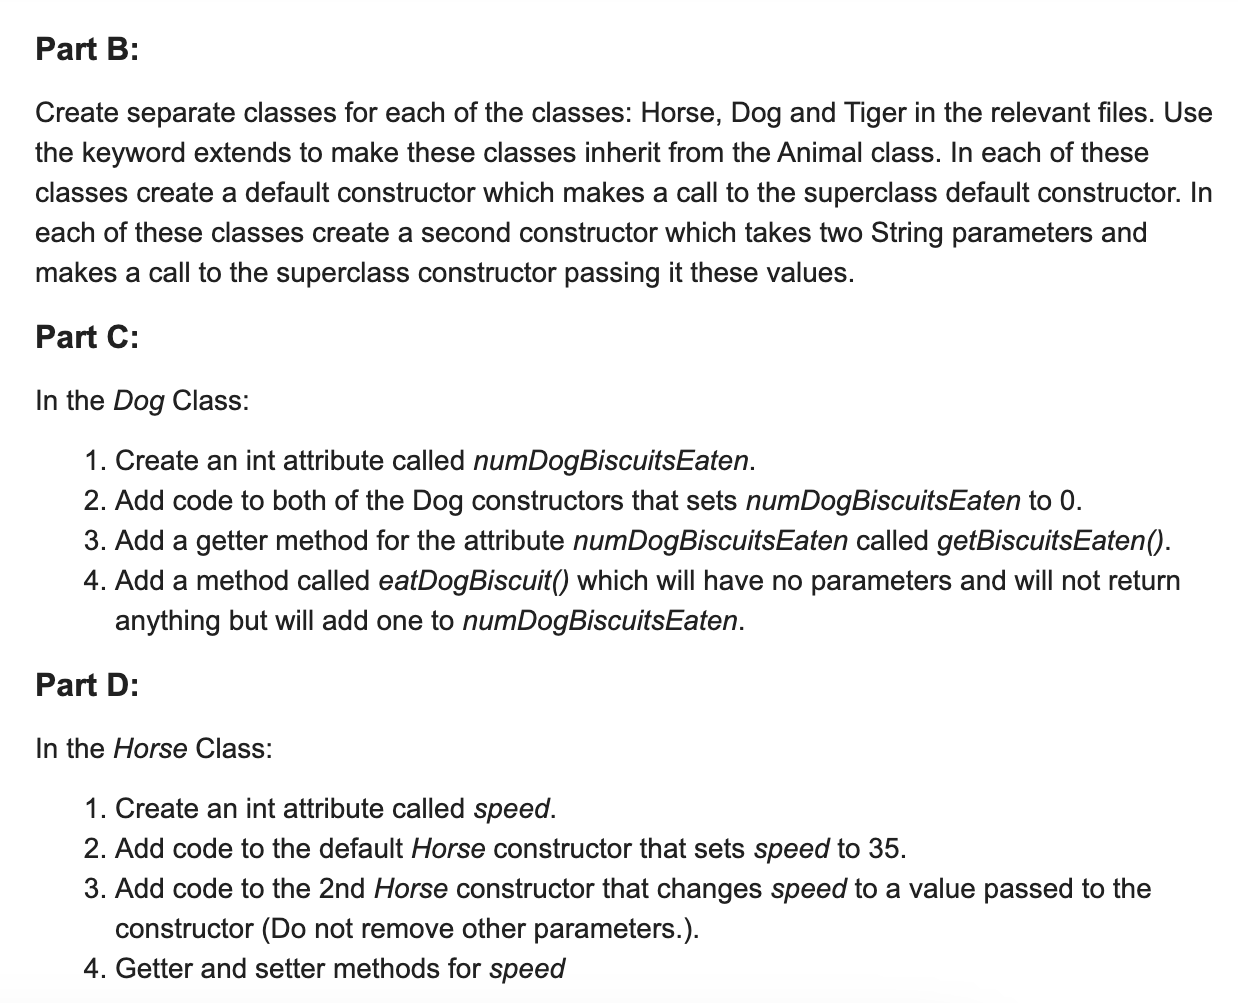 Part B:
Create separate classes for each of the classes: Horse, Dog and Tiger in the relevant files. Use
the keyword extends to make these classes inherit from the Animal class. In each of these
classes create a default constructor which makes a call to the superclass default constructor. In
each of these classes create a second constructor which takes two String parameters and
makes a call to the superclass constructor passing it these values.
Part C:
In the Dog Class:
1. Create an int attribute called numDogBiscuitsEaten.
2. Add code to both of the Dog constructors that sets numDogBiscuitsEaten to 0.
3. Add a getter method for the attribute numDogBiscuitsEaten called getBiscuitsEaten().
4. Add a method called eatDogBiscuit() which will have no parameters and will not return
anything but will add one to numDogBiscuitsEaten.
Part D:
In the Horse Class:
1. Create an int attribute called speed.
2. Add code to the default Horse constructor that sets speed to 35.
3. Add code to the 2nd Horse constructor that changes speed to a value passed to the
constructor (Do not remove other parameters.).
4. Getter and setter methods for speed